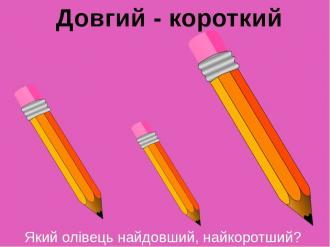 Довгий - короткий
Який олівець найдовший, найкоротший?